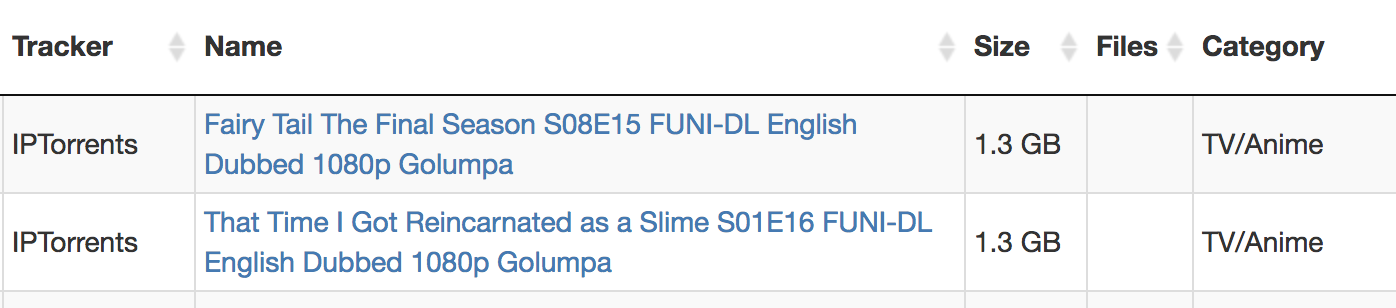 Tracker Name Size Files Category
IPTorrents Fairy Tail The Final Season S08E15 FUNI-DL English 1.3 GB TV/Anime
Dubbed 1080p Golumpa
IPTorrents That Time I Got Reincarnated as a Slime S01E16 FUNI-DL 1.3 GB TV/Anime
English Dubbed 1080p Golumpa